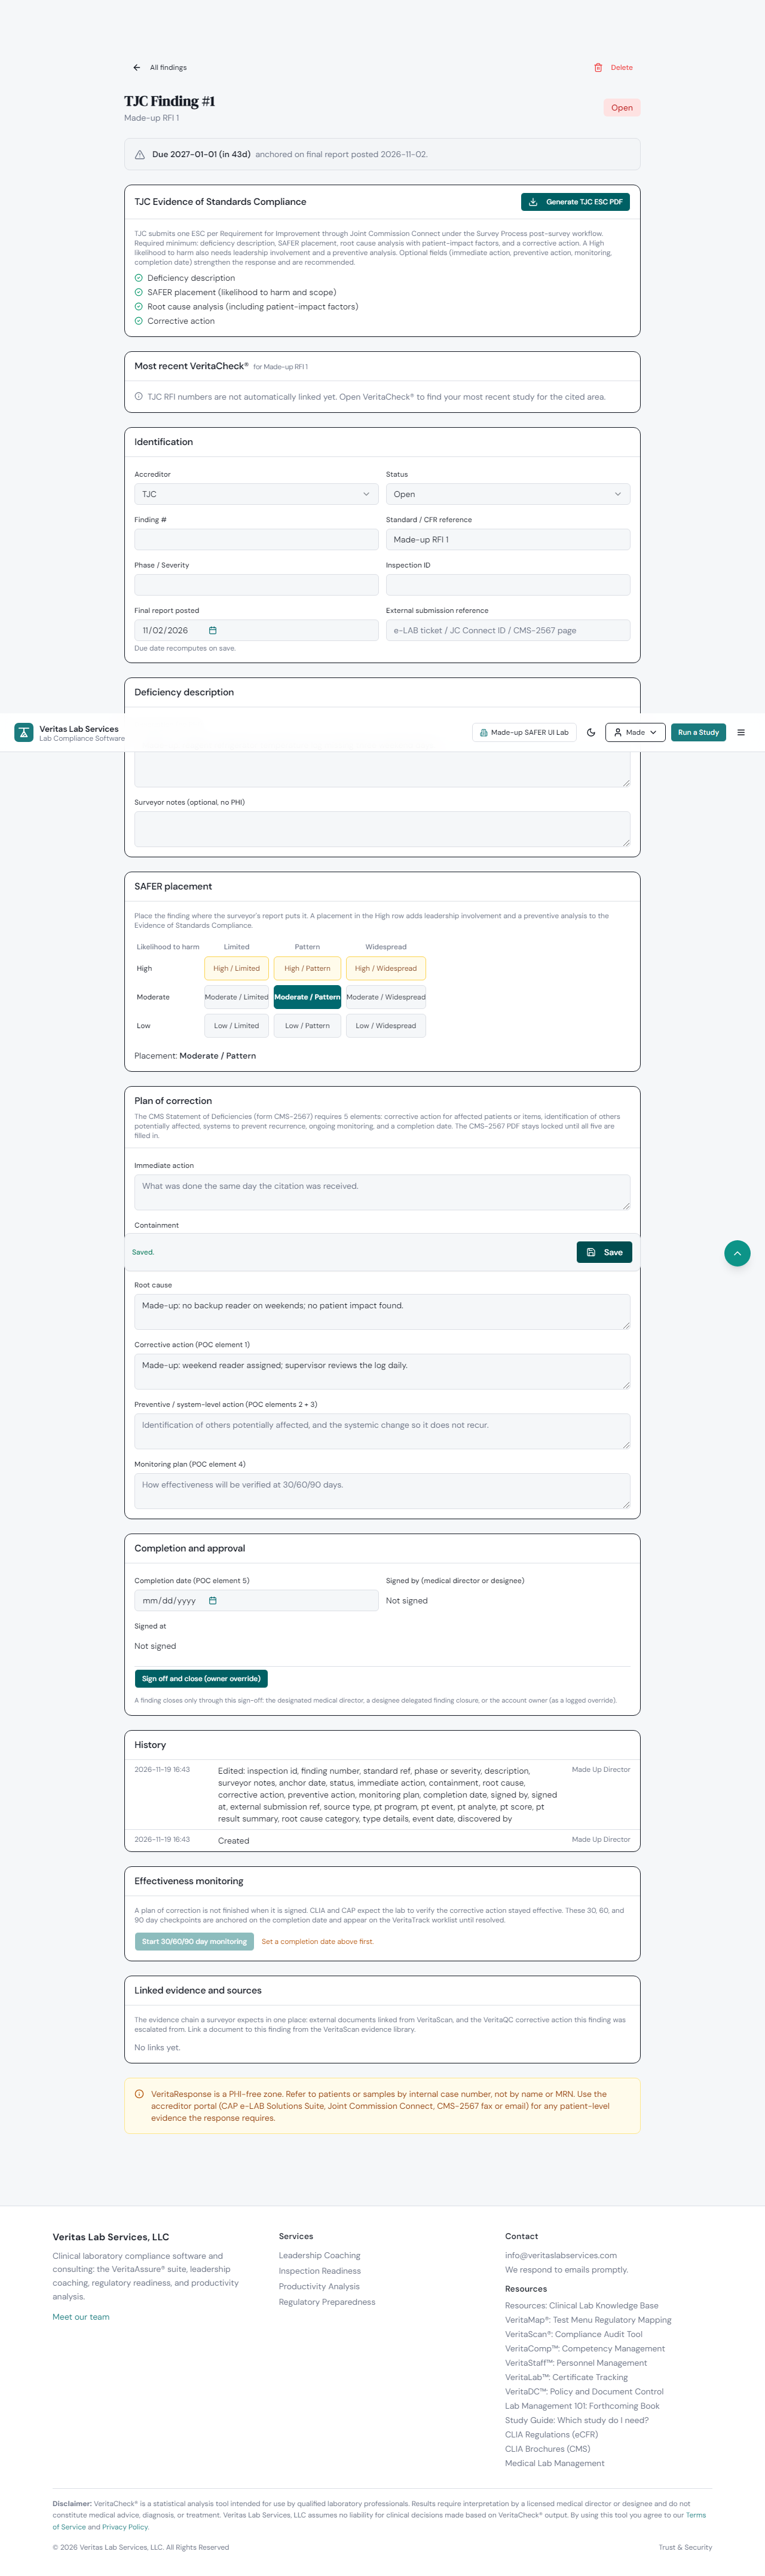 All findings
Delete
TJC Finding #1
Made-up RFI 1
Open
Due 2027-01-01 (in 43d) anchored on final report posted 2026-11-02.
TJC Evidence of Standards Compliance
Generate TJC ESC PDF
TJC submits one ESC per Requirement for Improvement through Joint Commission Connect under the Survey Process post-survey workflow.
Required minimum: deficiency description, SAFER placement, root cause analysis with patient-impact factors, and a corrective action. A High
likelihood to harm also needs leadership involvement and a preventive analysis. Optional fields (immediate action, preventive action, monitoring,
completion date) strengthen the response and are recommended.
Deficiency description
SAFER placement (likelihood to harm and scope)
Root cause analysis (including patient-impact factors)
Corrective action
Most recent VeritaCheck® for Made-up RFI 1
TJC RFI numbers are not automatically linked yet. Open VeritaCheck® to find your most recent study for the cited area.
Identification
Accreditor
Status
TJC
Open
Finding #
Standard / CFR reference
Made-up RFI 1
Phase / Severity
Inspection ID
Final report posted
External submission reference
11/02/2026
e-LAB ticket / JC Connect ID / CMS-2567 page
Due date recomputes on save.
Deficiency description
Veritas Lab Services
Lab Compliance Software
Made-up SAFER UI Lab
Made
Run a Study
Surveyor notes (optional, no PHI)
SAFER placement
Place the finding where the surveyor's report puts it. A placement in the High row adds leadership involvement and a preventive analysis to the
Evidence of Standards Compliance.
Likelihood to harm Limited Pattern Widespread
High High / Limited High / Pattern High / Widespread
Moderate Moderate / Limited Moderate / Pattern Moderate / Widespread
Low Low / Limited Low / Pattern Low / Widespread
Placement: Moderate / Pattern
Plan of correction
The CMS Statement of Deficiencies (form CMS-2567) requires 5 elements: corrective action for affected patients or items, identification of others
potentially affected, systems to prevent recurrence, ongoing monitoring, and a completion date. The CMS-2567 PDF stays locked until all five are
filled in.
Immediate action
What was done the same day the citation was received.
Containment
Saved.
Save
Root cause
Made-up: no backup reader on weekends; no patient impact found.
Corrective action (POC element 1)
Made-up: weekend reader assigned; supervisor reviews the log daily.
Preventive / system-level action (POC elements 2 + 3)
Identification of others potentially affected, and the systemic change so it does not recur.
Monitoring plan (POC element 4)
How effectiveness will be verified at 30/60/90 days.
Completion and approval
Completion date (POC element 5)
Signed by (medical director or designee)
mm/dd/yyyy
Not signed
Signed at
Not signed
Sign off and close (owner override)
A finding closes only through this sign-off: the designated medical director, a designee delegated finding closure, or the account owner (as a logged override).
History
2026-11-19 16:43 Edited: inspection id, finding number, standard ref, phase or severity, description, Made Up Director
surveyor notes, anchor date, status, immediate action, containment, root cause,
corrective action, preventive action, monitoring plan, completion date, signed by, signed
at, external submission ref, source type, pt program, pt event, pt analyte, pt score, pt
result summary, root cause category, type details, event date, discovered by
2026-11-19 16:43 Created Made Up Director
Effectiveness monitoring
A plan of correction is not finished when it is signed. CLIA and CAP expect the lab to verify the corrective action stayed effective. These 30, 60, and
90 day checkpoints are anchored on the completion date and appear on the VeritaTrack worklist until resolved.
Start 30/60/90 day monitoring
Set a completion date above first.
Linked evidence and sources
The evidence chain a surveyor expects in one place: external documents linked from VeritaScan, and the VeritaQC corrective action this finding was
escalated from. Link a document to this finding from the VeritaScan evidence library.
No links yet.
VeritaResponse is a PHI-free zone. Refer to patients or samples by internal case number, not by name or MRN. Use the
accreditor portal (CAP e-LAB Solutions Suite, Joint Commission Connect, CMS-2567 fax or email) for any patient-level
evidence the response requires.
Veritas Lab Services, LLC
Clinical laboratory compliance software and
consulting: the VeritaAssure® suite, leadership
coaching, regulatory readiness, and productivity
analysis.
Meet our team
Services
Leadership Coaching
Inspection Readiness
Productivity Analysis
Regulatory Preparedness
Contact
info@veritaslabservices.com
We respond to emails promptly.
Resources
Resources: Clinical Lab Knowledge Base
VeritaMap®: Test Menu Regulatory Mapping
VeritaScan®: Compliance Audit Tool
VeritaComp™: Competency Management
VeritaStaff™: Personnel Management
VeritaLab™: Certificate Tracking
VeritaDC™: Policy and Document Control
Lab Management 101: Forthcoming Book
Study Guide: Which study do I need?
CLIA Regulations (eCFR)
CLIA Brochures (CMS)
Medical Lab Management
Disclaimer: VeritaCheck® is a statistical analysis tool intended for use by qualified laboratory professionals. Results require interpretation by a licensed medical director or designee and do not
constitute medical advice, diagnosis, or treatment. Veritas Lab Services, LLC assumes no liability for clinical decisions made based on VeritaCheck® output. By using this tool you agree to our Terms
of Service and Privacy Policy.
© 2026 Veritas Lab Services, LLC. All Rights Reserved
Trust & Security